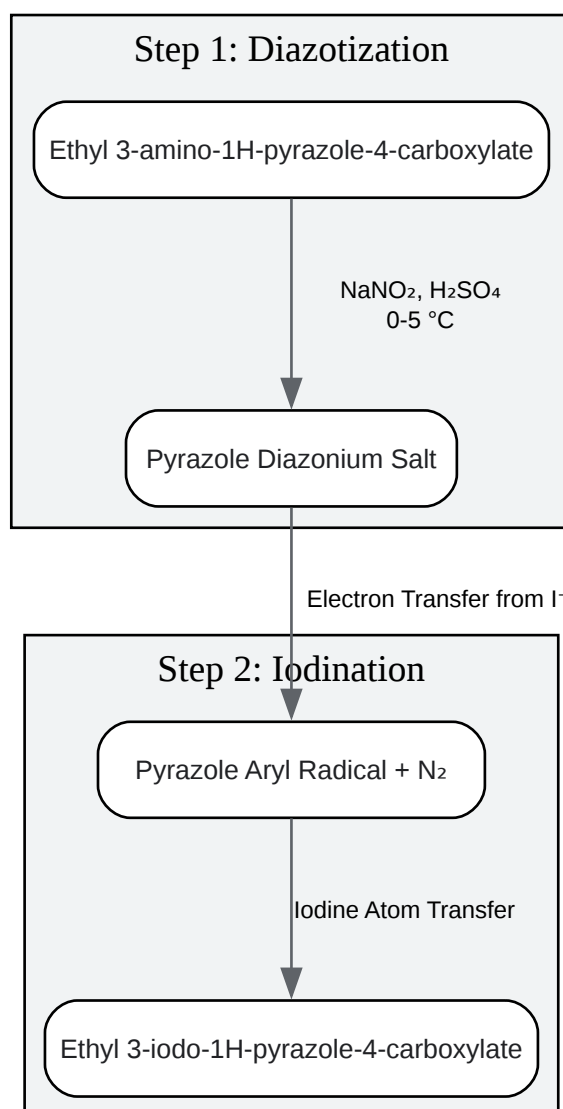 Step 1: Diazotization
Ethyl 3-amino-1H-pyrazole-4-carboxylate
NaNO₂, H₂SO₄
0-5 °C
Pyrazole Diazonium Salt
Electron Transfer from I⁻
Step 2: Iodination
Pyrazole Aryl Radical + N₂
Iodine Atom Transfer
Ethyl 3-iodo-1H-pyrazole-4-carboxylate